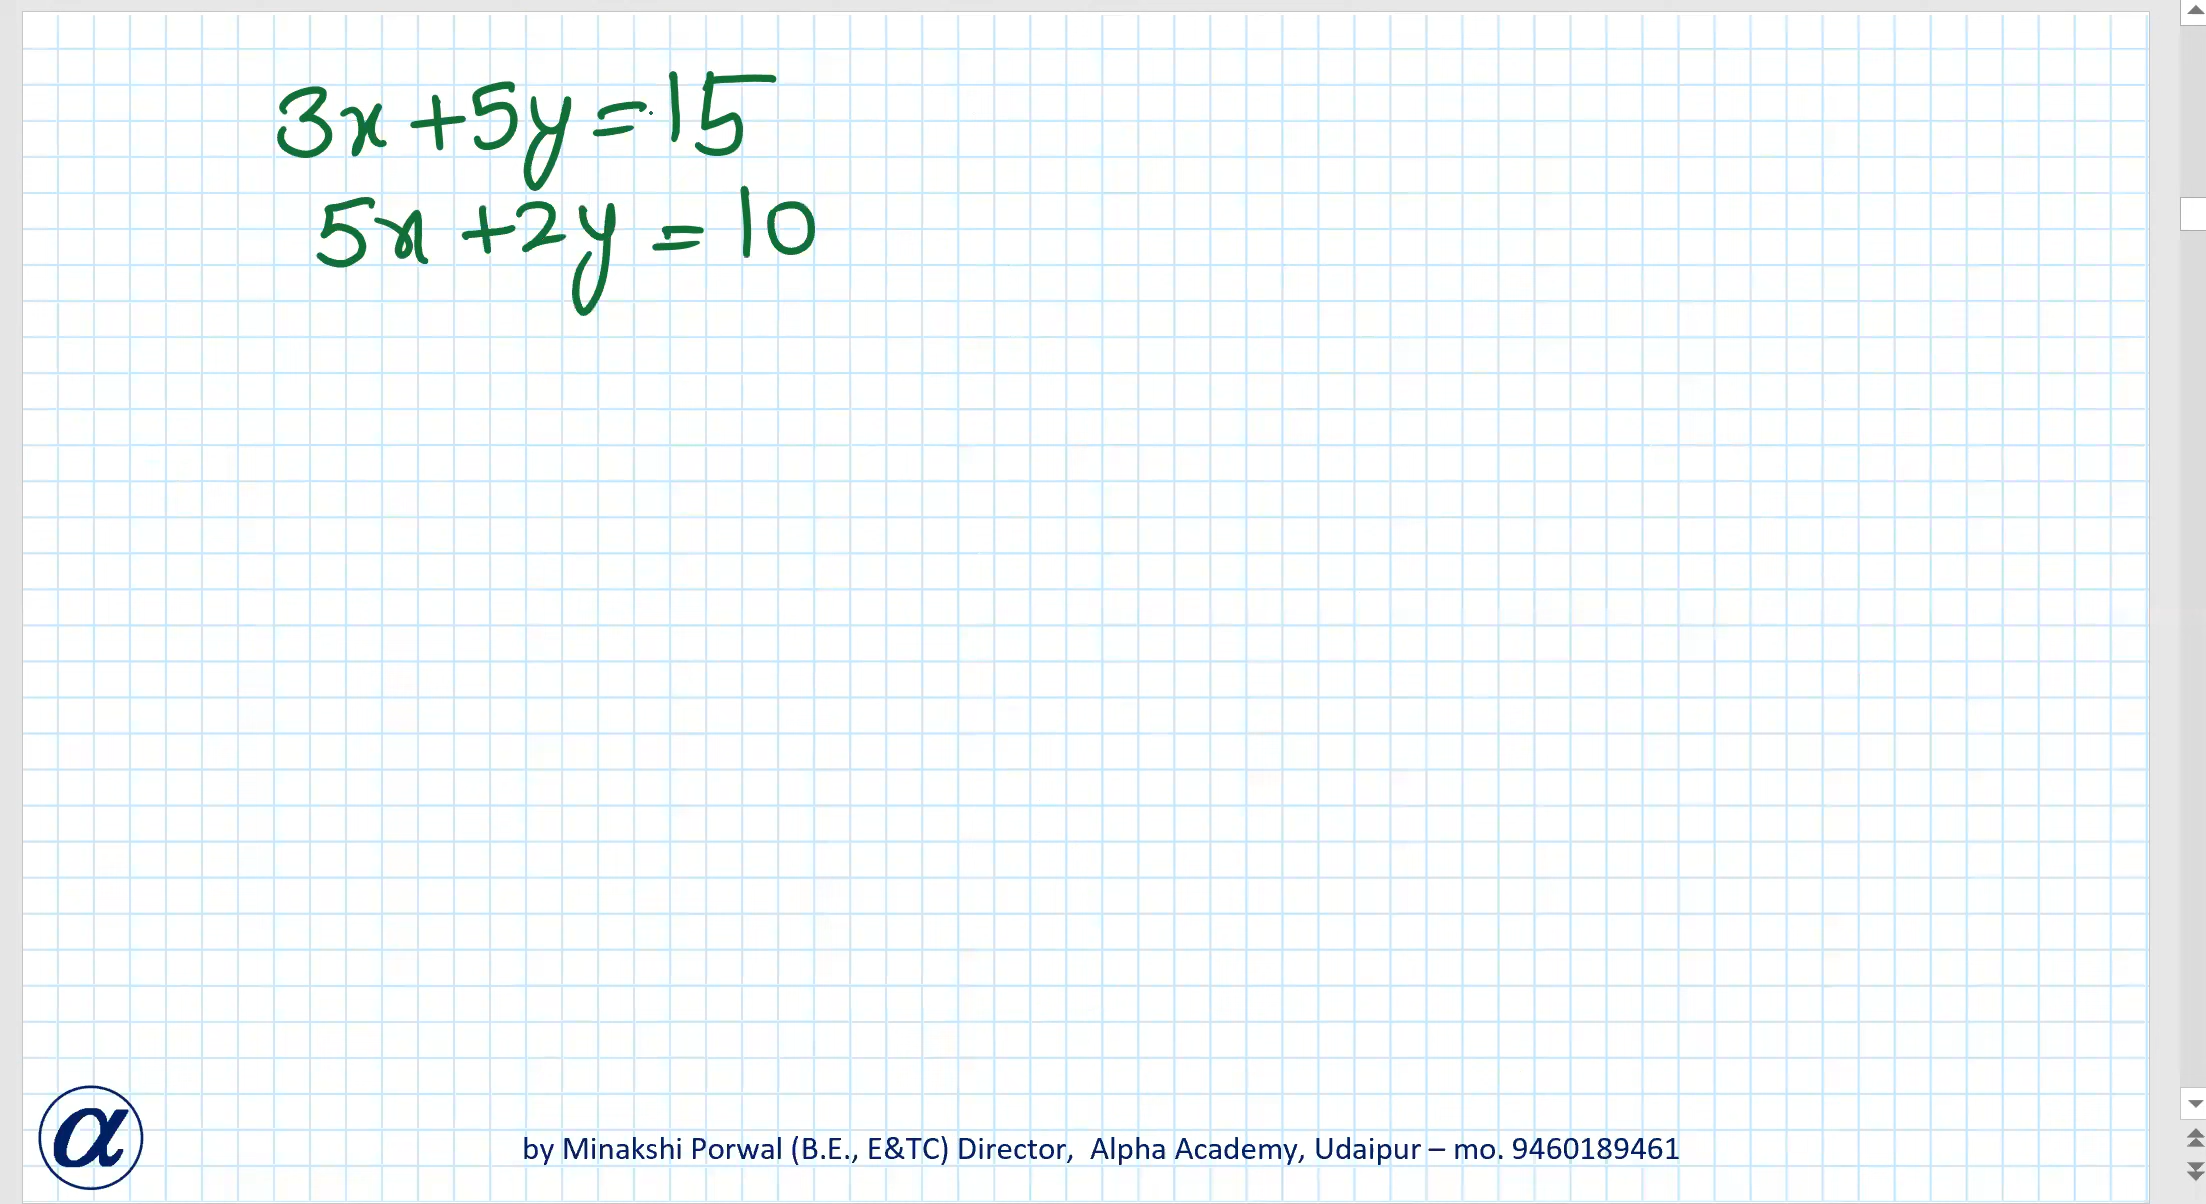 3x + 5y = 15
5x + 2y = 10
α
by Minakshi Porwal (B.E., E&TC) Director, Alpha Academy, Udaipur – mo. 9460189461